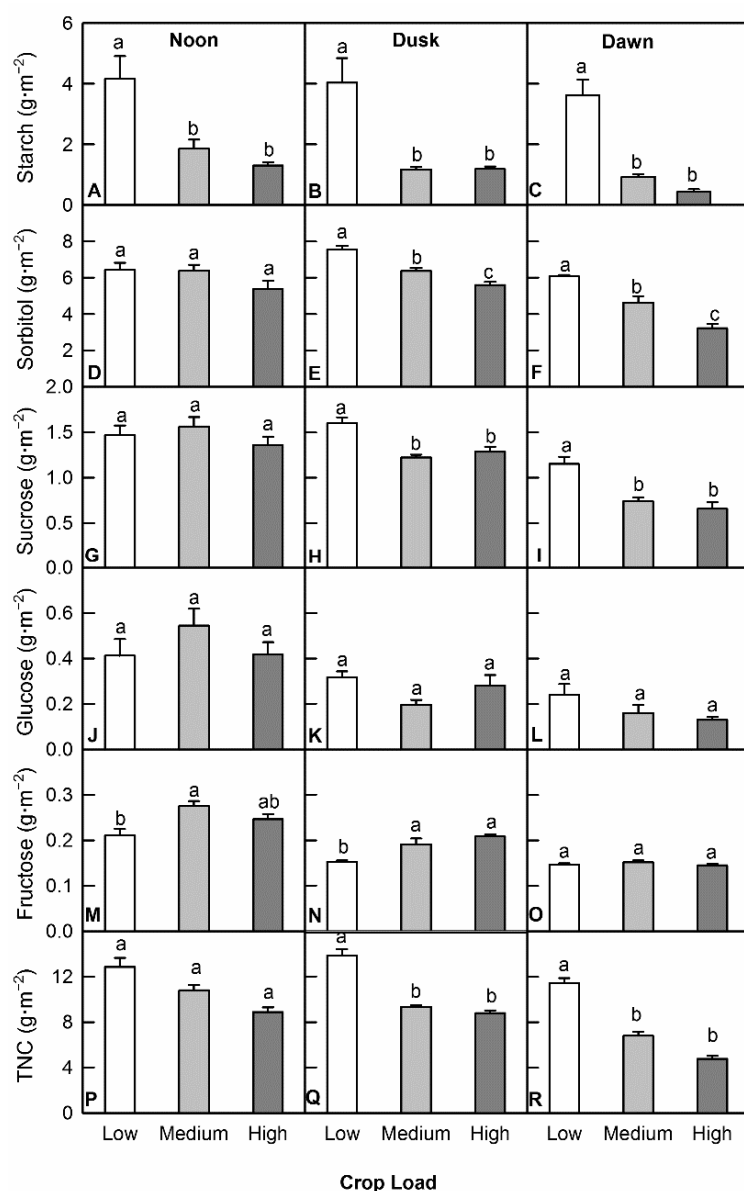 Noon Dusk Dawn
Starch (g·m⁻²)
6
4
2
0
a b b
A
a b b
B
a b b
C
Sorbitol (g·m⁻²)
8
6
4
2
a a a
D
a b c
E
a b c
F
Sucrose (g·m⁻²)
2.0
1.5
1.0
0.5
0.0
a a a
G
a b b
H
a b b
I
Glucose (g·m⁻²)
0.6
0.4
0.2
0.0
a a a
J
a a a
K
a a a
L
Fructose (g·m⁻²)
0.3
0.2
0.1
0.0
b a ab
M
b a a
N
a a a
O
TNC (g·m⁻²)
12
8
4
0
a a a
P
a b b
Q
a b b
R
Low Medium High Low Medium High Low Medium High
Crop Load